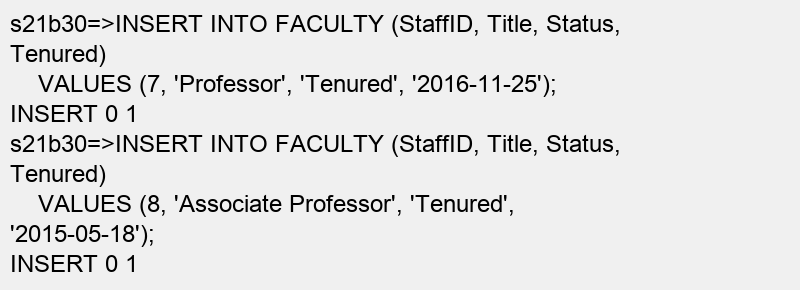 s21b30=>INSERT INTO FACULTY (StaffID, Title, Status,
Tenured)
    VALUES (7, 'Professor', 'Tenured', '2016-11-25');
INSERT 0 1
s21b30=>INSERT INTO FACULTY (StaffID, Title, Status,
Tenured)
    VALUES (8, 'Associate Professor', 'Tenured',
'2015-05-18');
INSERT 0 1